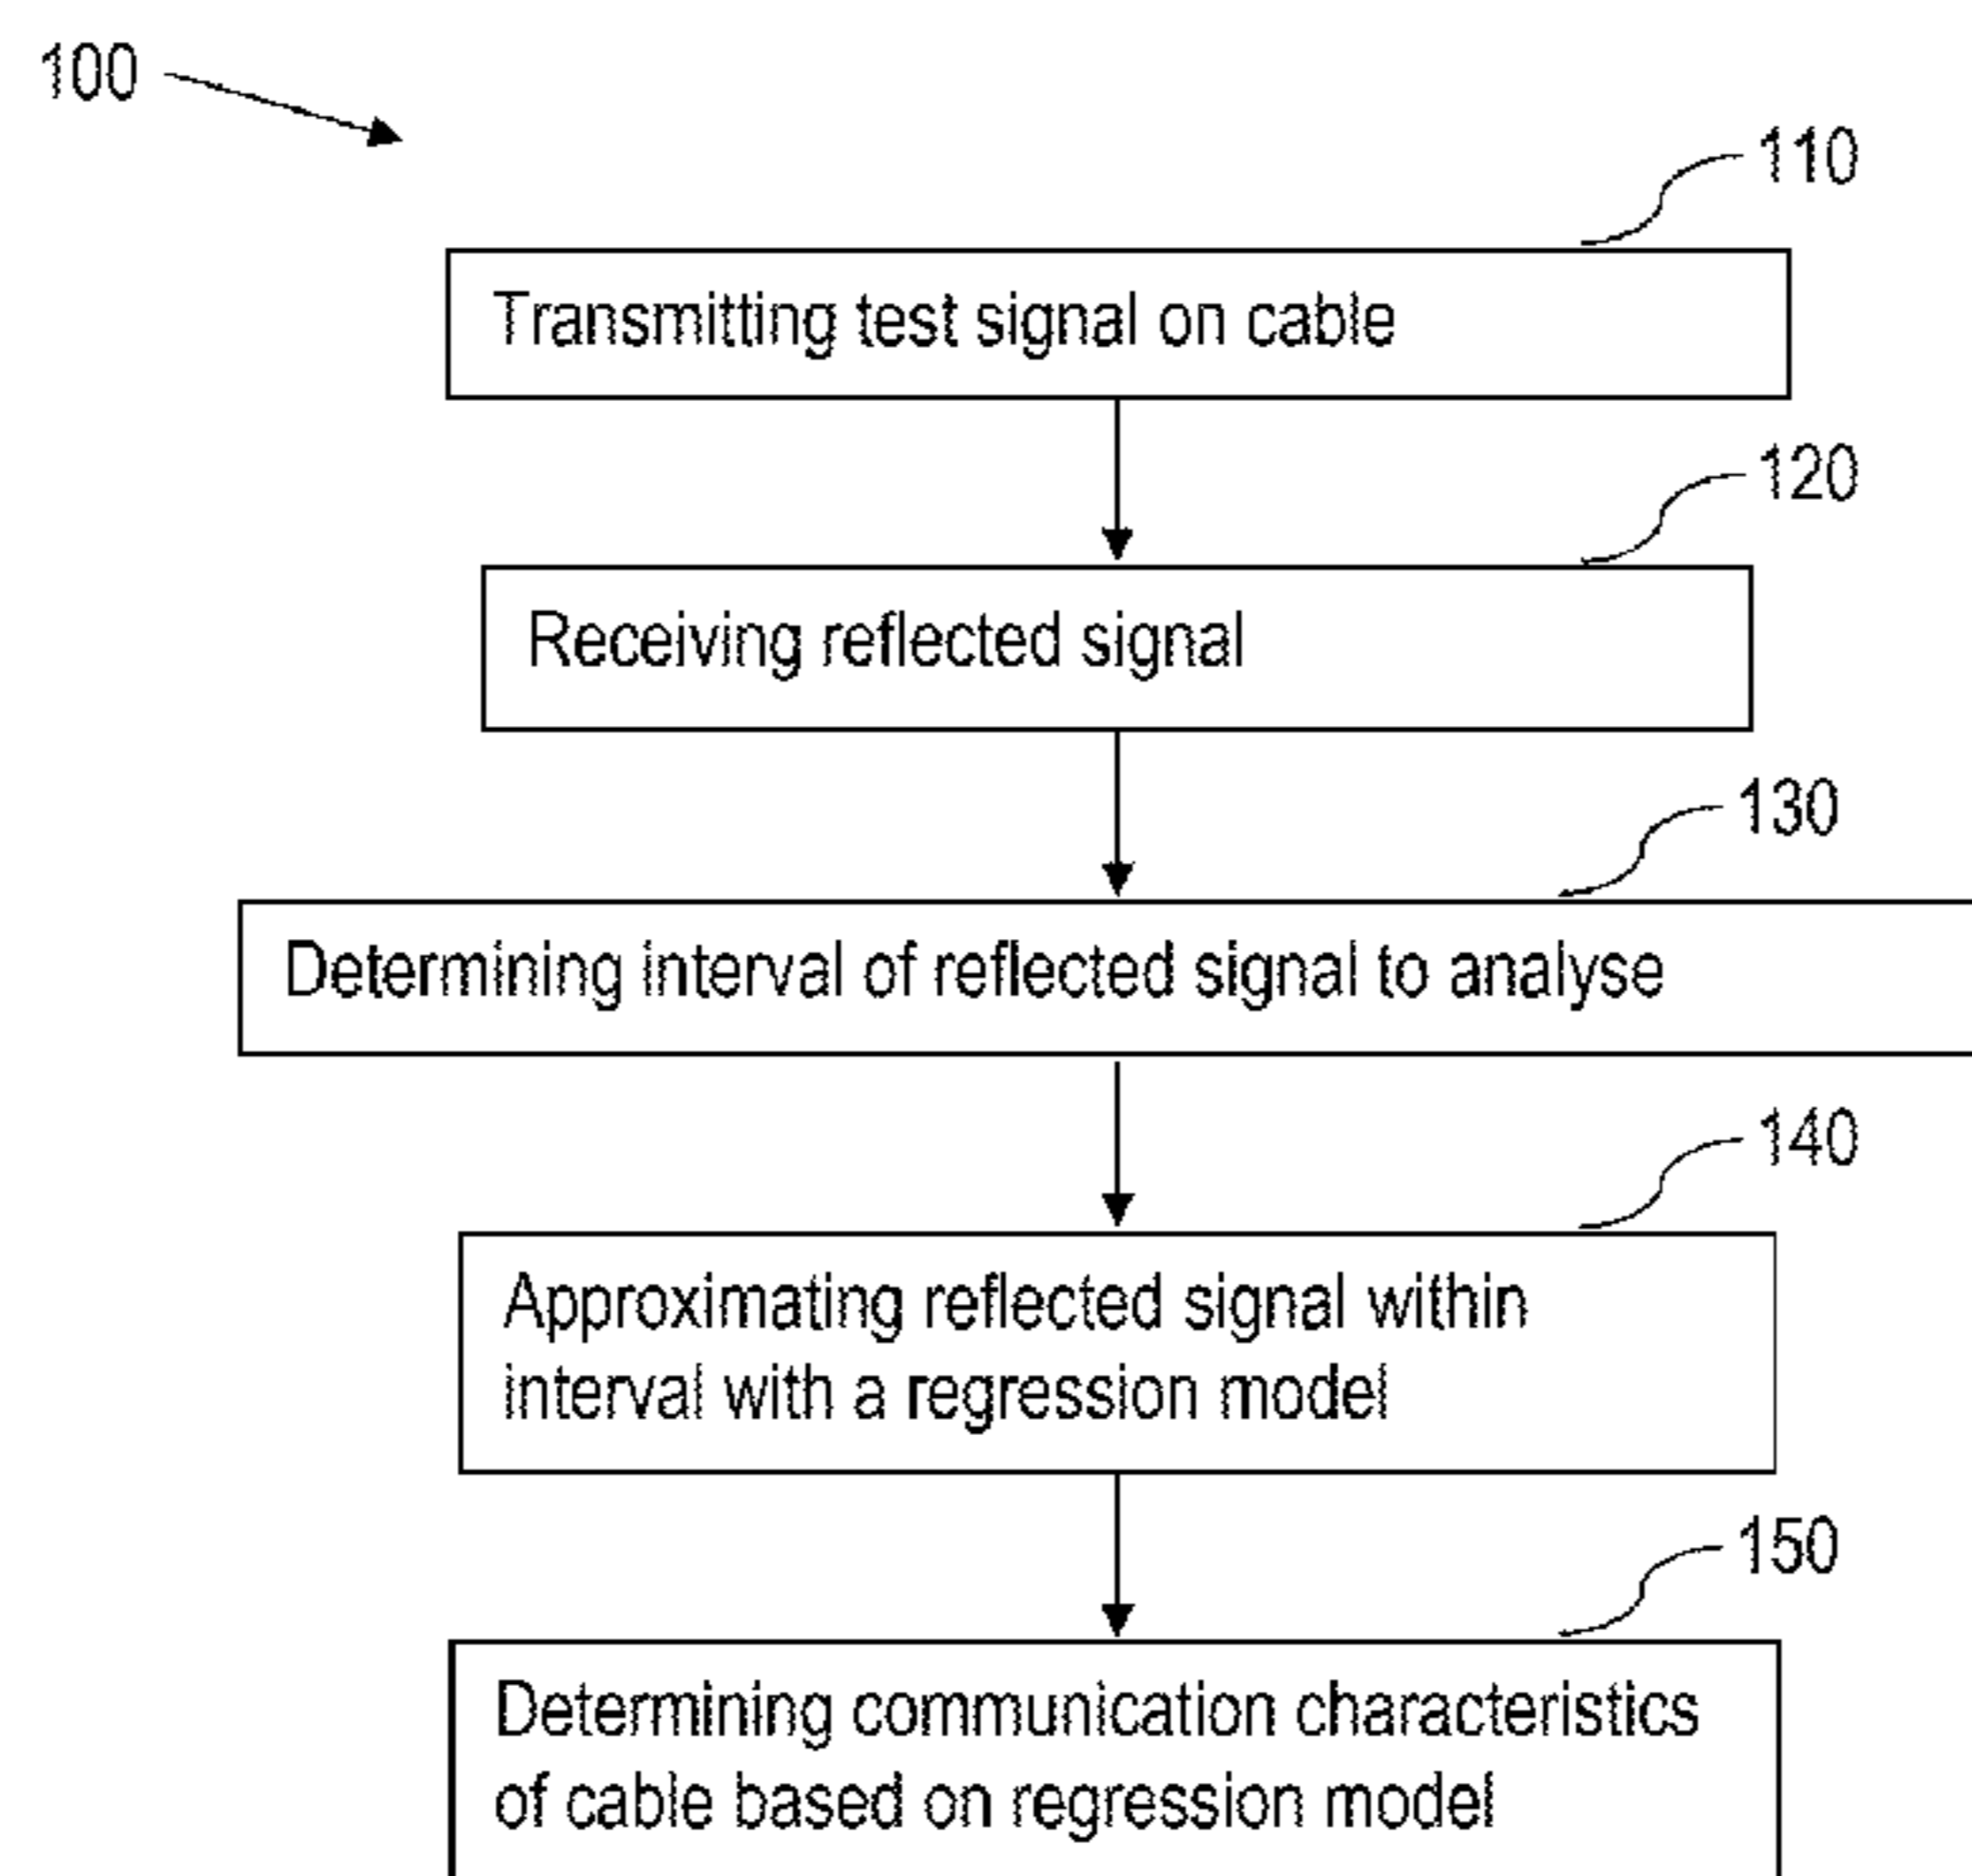 100
110
Transmitting test signal on cable
120
Receiving reflected signal
130
Determining interval of reflected signal to analyse
140
Approximating reflected signal within
interval with a regression model
150
Determining communication characteristics
of cable based on regression model